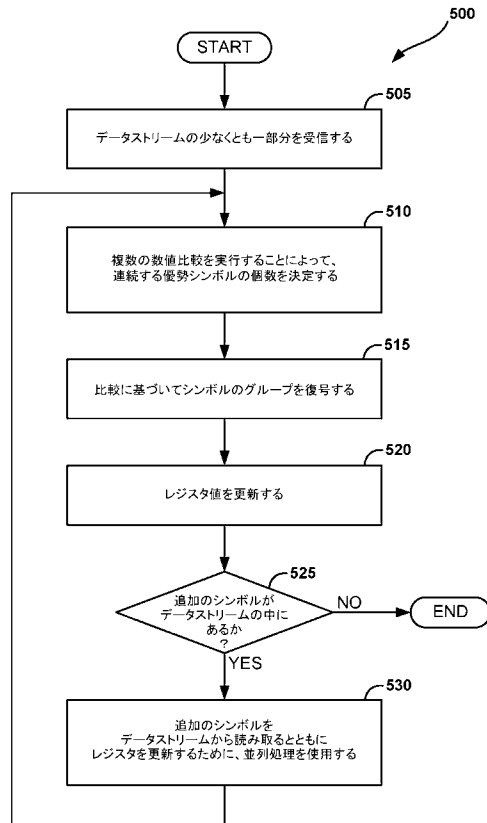 500
START
505
データストリームの少なくとも一部分を受信する
510
複数の数値比較を実行することによって、
連続する優勢シンボルの個数を決定する
515
比較に基づいてシンボルのグループを復号する
520
レジスタ値を更新する
525
追加のシンボルが
データストリームの中に
あるか
?
NO
END
YES
530
追加のシンボルを
データストリームから読み取るとともに
レジスタを更新するために、並列処理を使用する